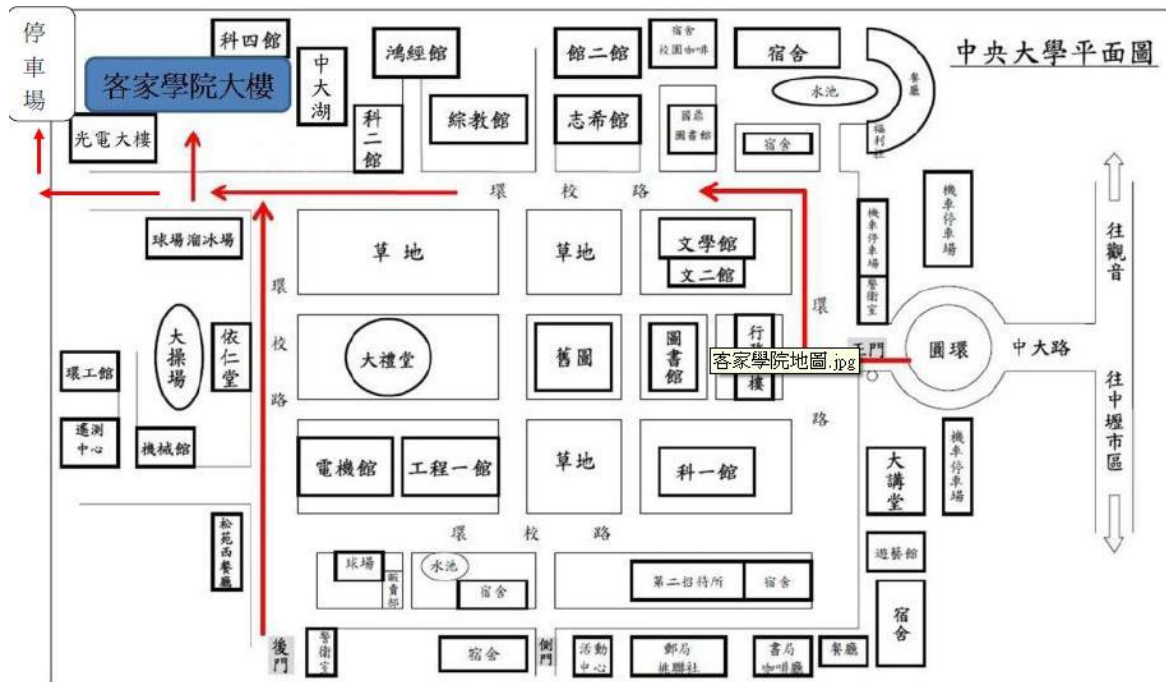 中央大學平面圖
停車場
科四館
客家學院大樓
中大湖
鴻經館
館二館
宿舍
校園咖啡
宿舍
水池
餐廳
福利社
光電大樓
科二館
綜教館
志希館
國鼎
圖書館
宿舍
環校路
球場溜冰場
草地
草地
文學館
文二館
機車停車場
警衛室
機車停車場
往觀音
環校路
大操場
依仁堂
大禮堂
舊圖
圖書館
行政
樓
客家學院地圖.jpg
環
路
正門
圓環
中大路
環工館
遙測
中心
機械館
電機館
工程一館
草地
科一館
大講堂
機車停車場
往中壢市區
環校路
松苑西餐廳
球場
販賣部
水池
宿舍
第二招待所
宿舍
遊藝館
宿舍
後門
警衛室
宿舍
側門
活動
中心
郵局
桃聯社
書局
咖啡廳
餐廳